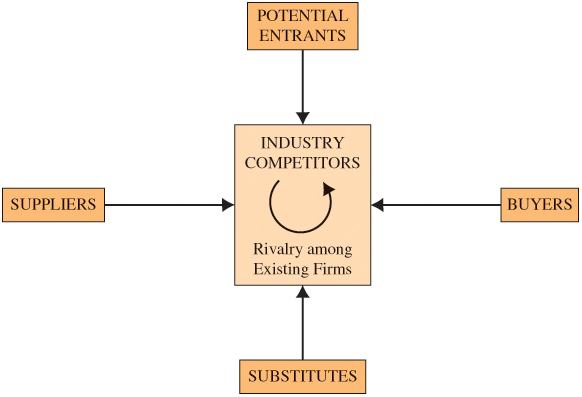 POTENTIAL
ENTRANTS
INDUSTRY
COMPETITORS
SUPPLIERS
BUYERS
Rivalry among
Existing Firms
SUBSTITUTES